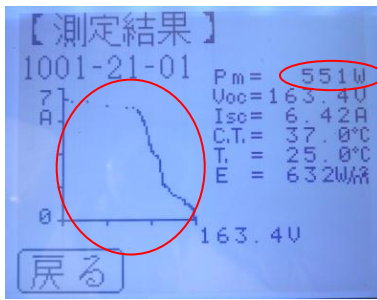 【測定結果】
1001-21-01
Pm= 551W
Voc=163.4V
Isc= 6.42A
C.T.= 37.0℃
T. = 25.0℃
E = 632W/㎡
7
A
0
163.4V
戻る